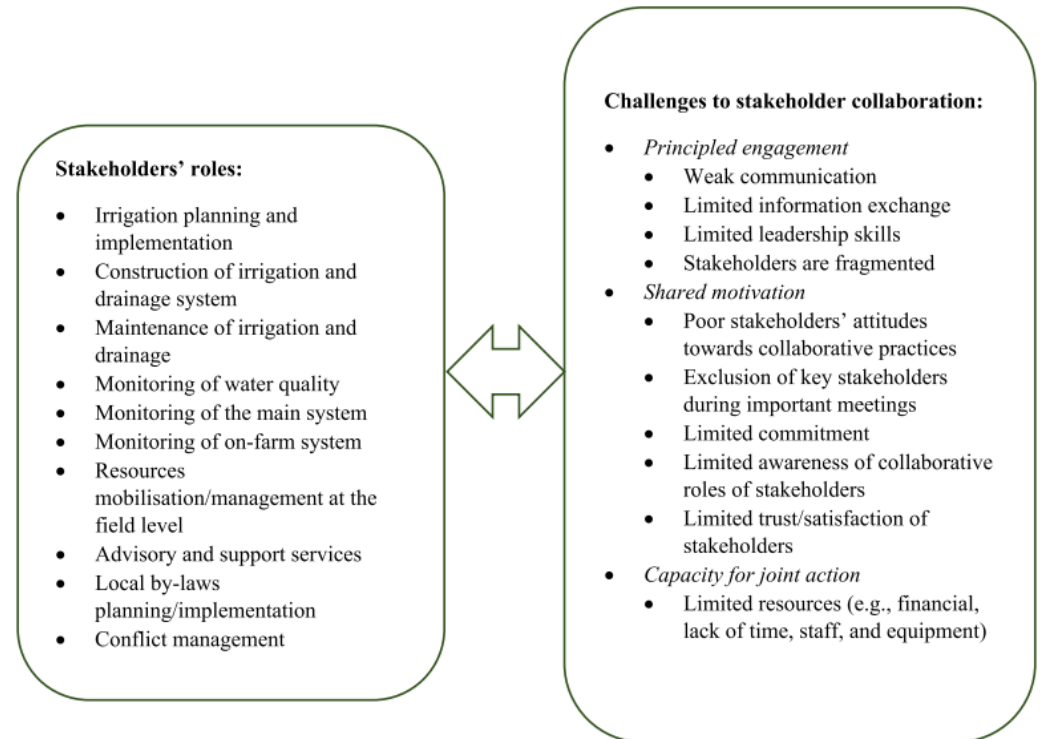 Stakeholders’ roles:
• Irrigation planning and
implementation
• Construction of irrigation and
drainage system
• Maintenance of irrigation and
drainage
• Monitoring of water quality
• Monitoring of the main system
• Monitoring of on-farm system
• Resources
mobilisation/management at the
field level
• Advisory and support services
• Local by-laws
planning/implementation
• Conflict management
Challenges to stakeholder collaboration:
• Principled engagement
• Weak communication
• Limited information exchange
• Limited leadership skills
• Stakeholders are fragmented
• Shared motivation
• Poor stakeholders’ attitudes
towards collaborative practices
• Exclusion of key stakeholders
during important meetings
• Limited commitment
• Limited awareness of collaborative
roles of stakeholders
• Limited trust/satisfaction of
stakeholders
• Capacity for joint action
• Limited resources (e.g., financial,
lack of time, staff, and equipment)